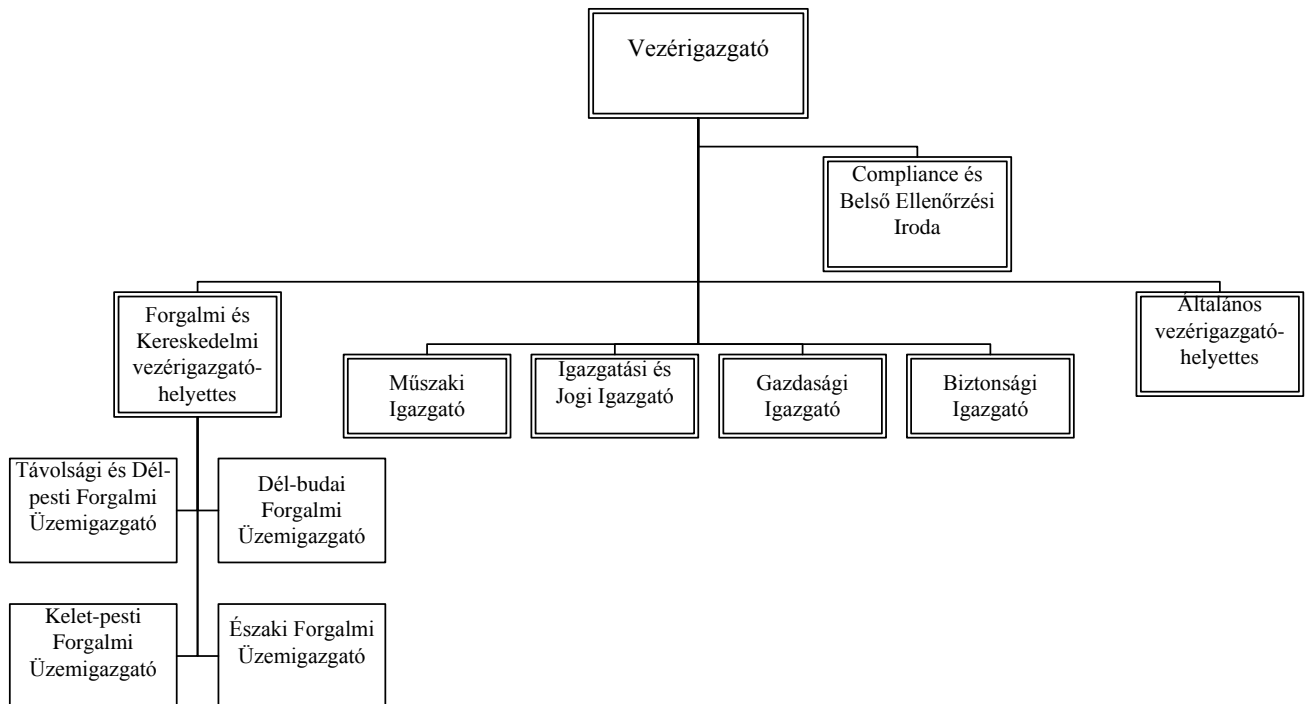 Vezérigazgató
Compliance és
Belső Ellenőrzési
Iroda
Forgalmi és
Kereskedelmi
vezérigazgató-
helyettes
Általános
vezérigazgató-
helyettes
Műszaki
Igazgató
Igazgatási és
Jogi Igazgató
Gazdasági
Igazgató
Biztonsági
Igazgató
Távolsági és Dél-
pesti Forgalmi
Üzemigazgató
Dél-budai
Forgalmi
Üzemigazgató
Kelet-pesti
Forgalmi
Üzemigazgató
Északi Forgalmi
Üzemigazgató